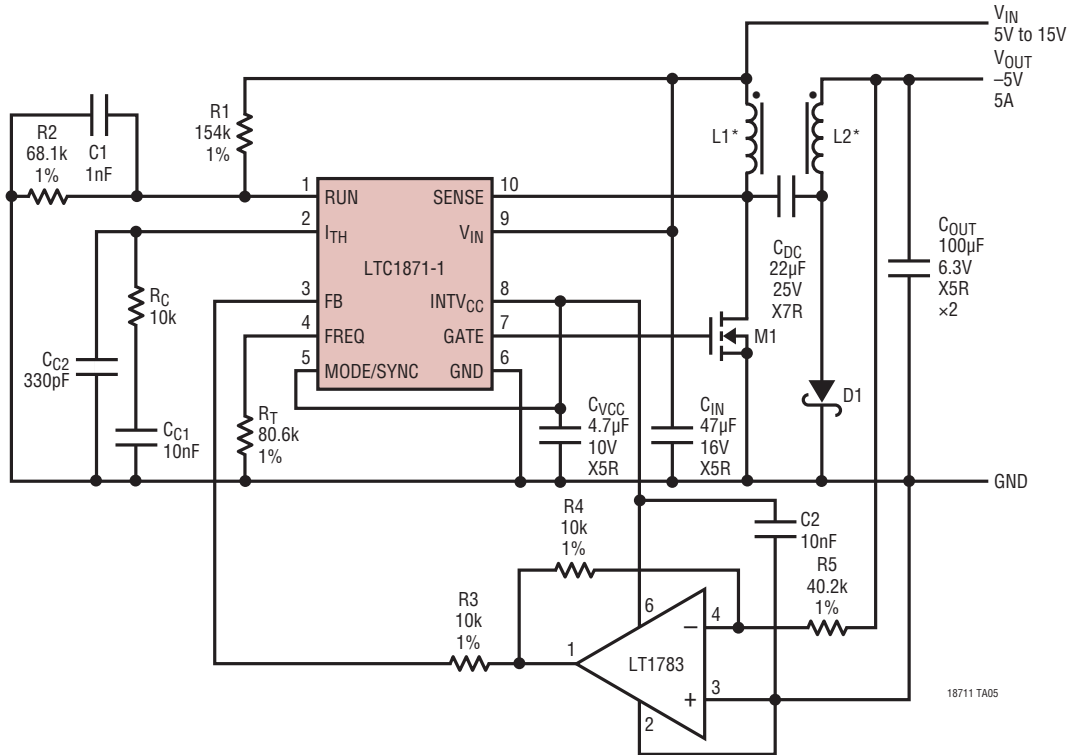 VIN
5V to 15V
VOUT
–5V
5A
R2
68.1k
1%
C1
1nF
R1
154k
1%
L1*
L2*
1
RUN
SENSE
10
2
ITH
VIN
9
LTC1871-1
3
FB
INTVCC
8
4
FREQ
GATE
7
5
MODE/SYNC
GND
6
RC
10k
CC2
330pF
CC1
10nF
RT
80.6k
1%
CDC
22µF
25V
X7R
M1
D1
COUT
100µF
6.3V
X5R
×2
CVCC
4.7µF
10V
X5R
CIN
47µF
16V
X5R
GND
R4
10k
1%
C2
10nF
R5
40.2k
1%
R3
10k
1%
1
6
4
–
LT1783
+
3
2
18711 TA05